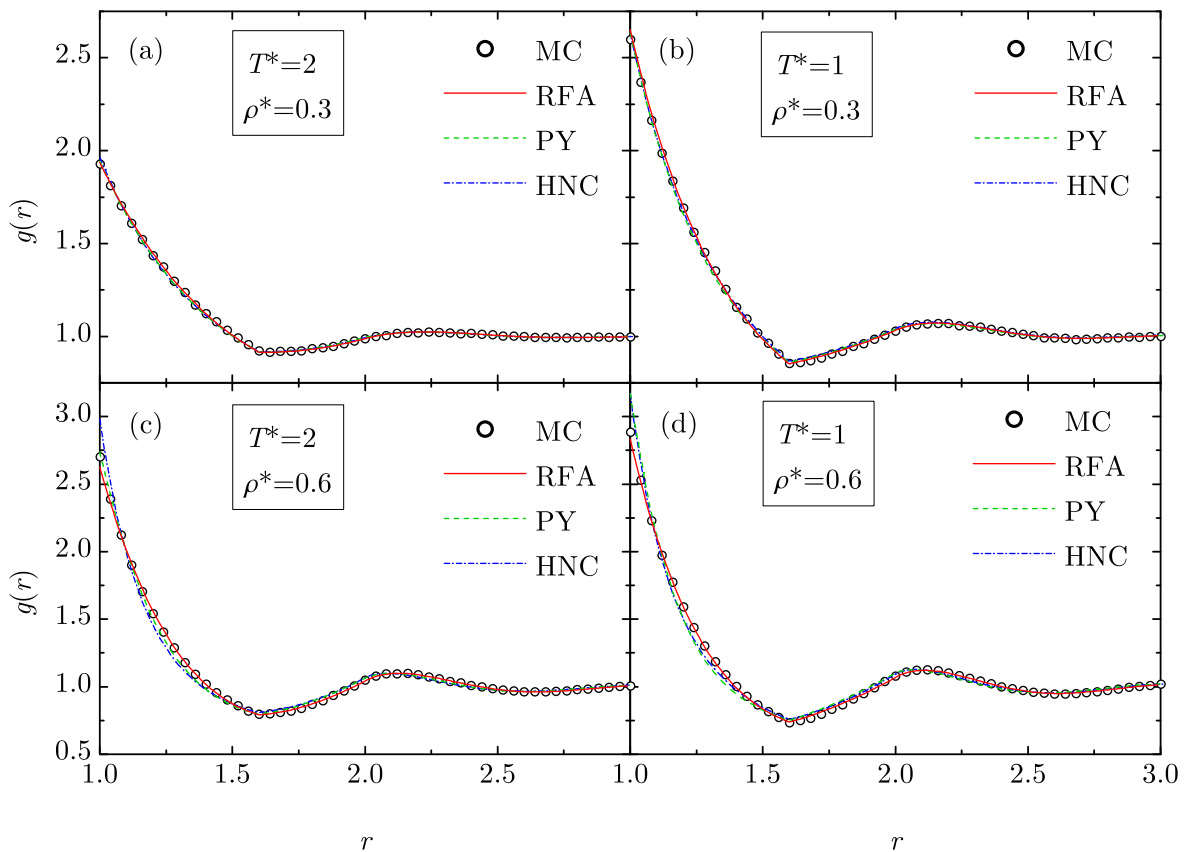 (a)
T*=2
ρ*=0.3
MC
RFA
PY
HNC
(b)
T*=1
ρ*=0.3
MC
RFA
PY
HNC
2.5
2.0
1.5
1.0
g(r)
(c)
T*=2
ρ*=0.6
MC
RFA
PY
HNC
(d)
T*=1
ρ*=0.6
MC
RFA
PY
HNC
3.0
2.5
2.0
1.5
1.0
0.5
g(r)
1.0 1.5 2.0 2.5 1.0 1.5 2.0 2.5 3.0
r r